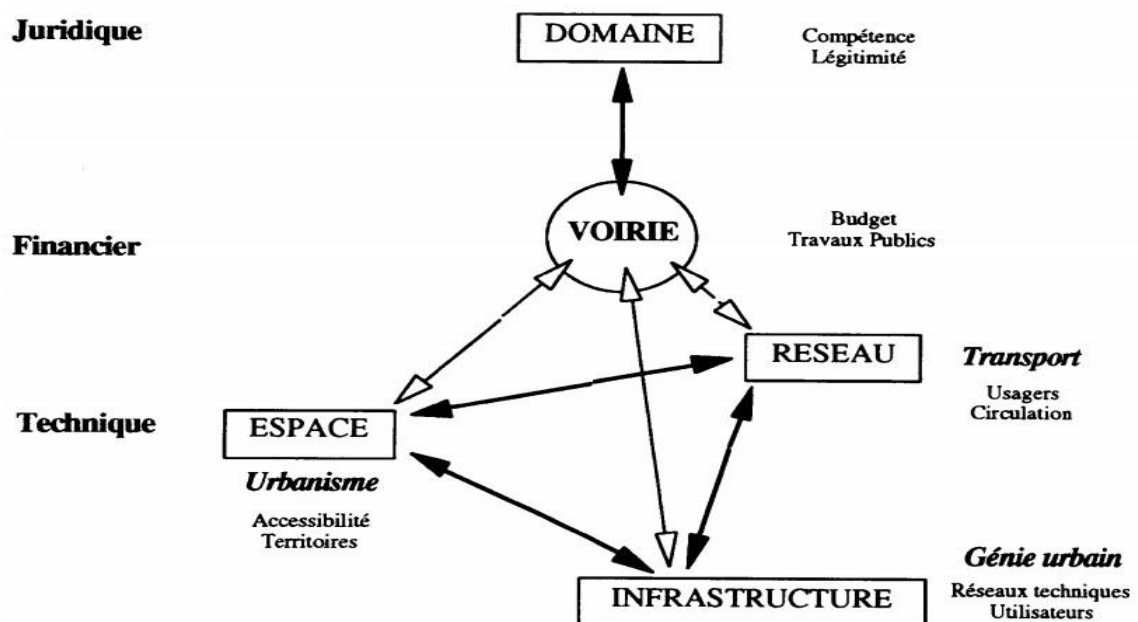 Juridique
DOMAINE
Compétence
Légitimité
VOIRIE
Budget
Travaux Publics
Financier
RESEAU
Transport
Usagers
Circulation
Technique
ESPACE
Urbanisme
Accessibilité
Territoires
Génie urbain
INFRASTRUCTURE
Réseaux techniques
Utilisateurs